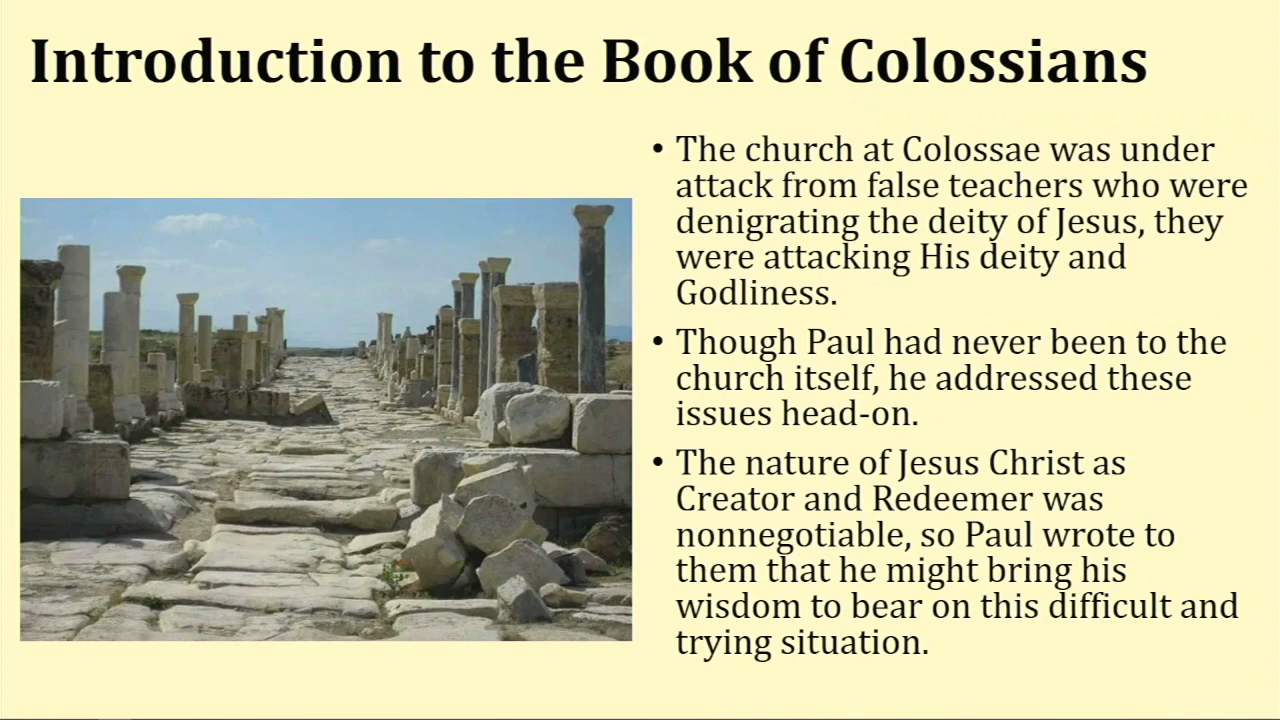 Introduction to the Book of Colossians
• The church at Colossae was under
attack from false teachers who were
denigrating the deity of Jesus, they
were attacking His deity and
Godliness.
• Though Paul had never been to the
church itself, he addressed these
issues head-on.
• The nature of Jesus Christ as
Creator and Redeemer was
nonnegotiable, so Paul wrote to
them that he might bring his
wisdom to bear on this difficult and
trying situation.